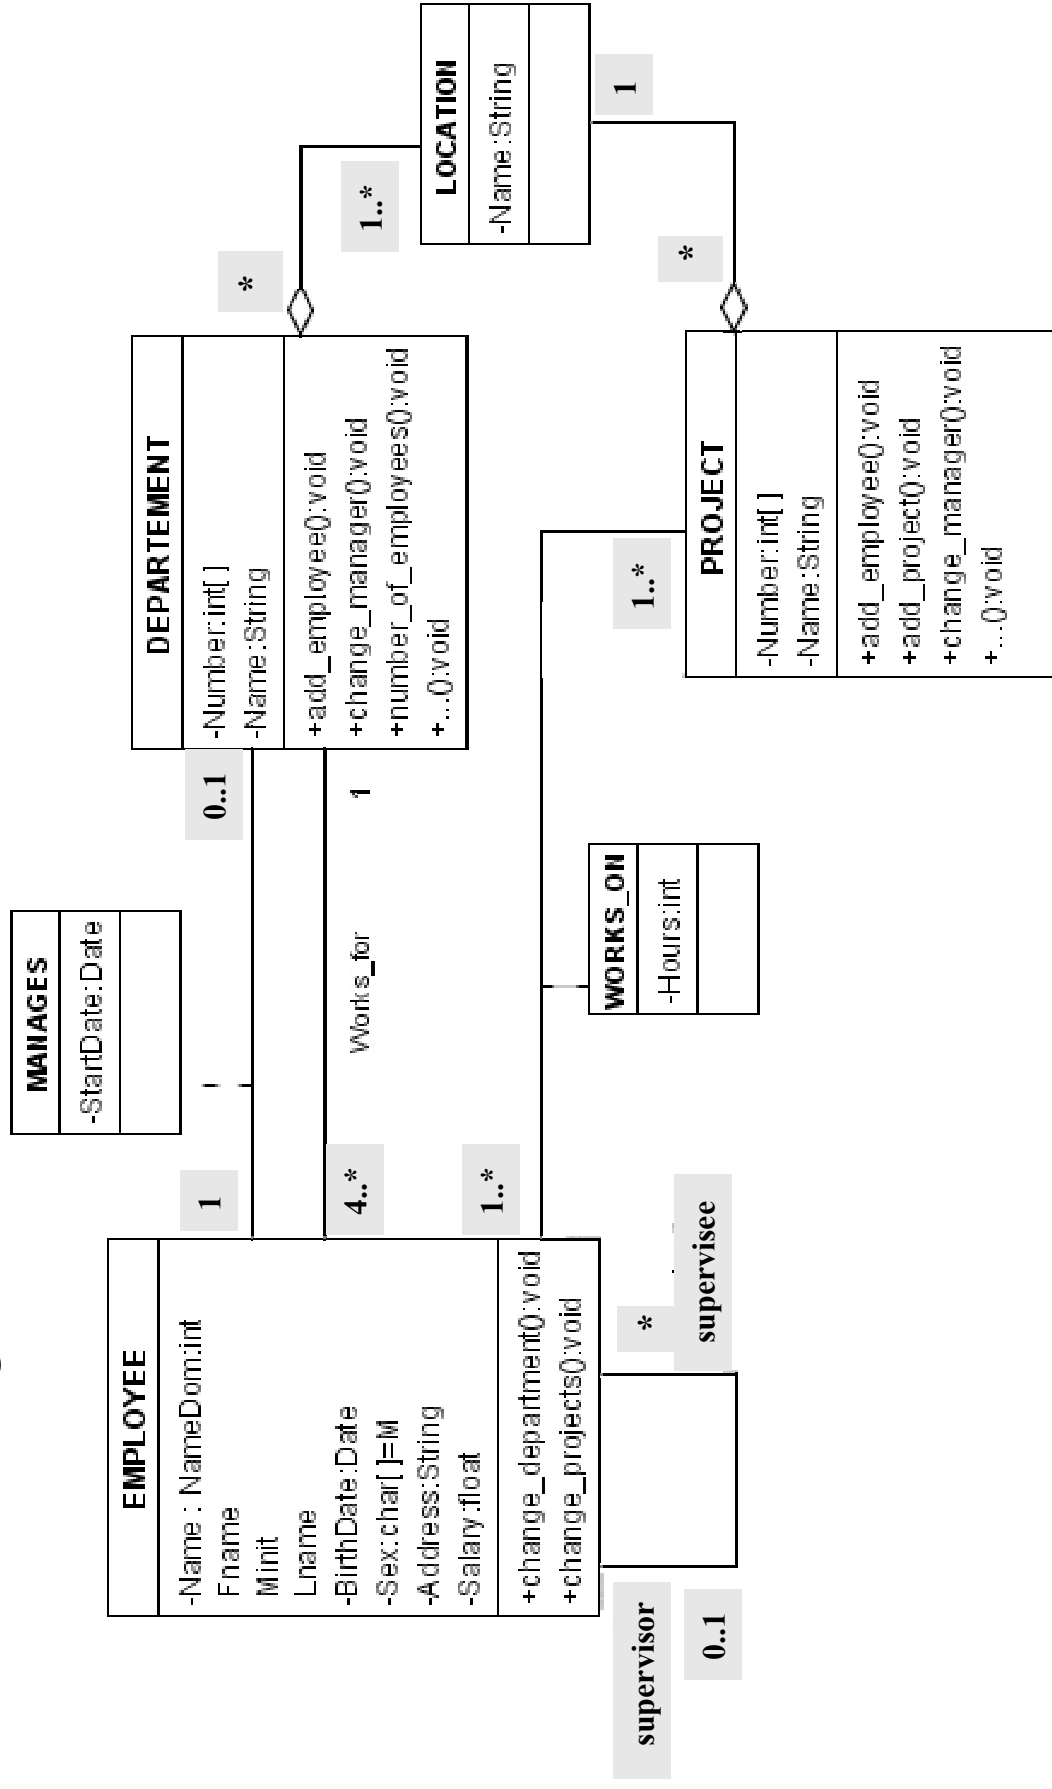 EMPLOYEE
-Name : NameDom:int
Fname
Minit
Lname
-BirthDate:Date
-Sex:char[]=M
-Address:String
-Salary:float
+change_department():void
+change_projects():void
supervisor
0..1
*
supervisee
1
4..*
1..*
MANAGES
-StartDate:Date
Works_for
1
0..1
WORKS_ON
-Hours:int
DEPARTEMENT
-Number:int[]
-Name:String
+add_employee():void
+change_manager():void
+number_of_employees():void
+...():void
1..*
PROJECT
-Number:int[]
-Name:String
+add_employee():void
+add_project():void
+change_manager():void
+...():void
*
1..*
*
1
LOCATION
-Name:String